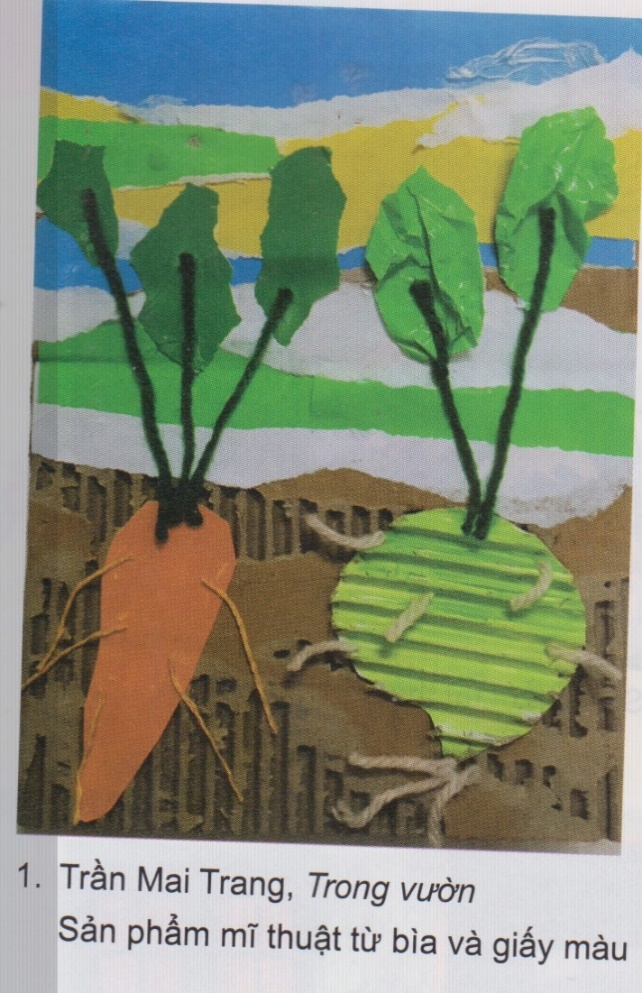 1. Trần Mai Trang, Trong vườn
Sản phẩm mĩ thuật từ bìa và giấy màu